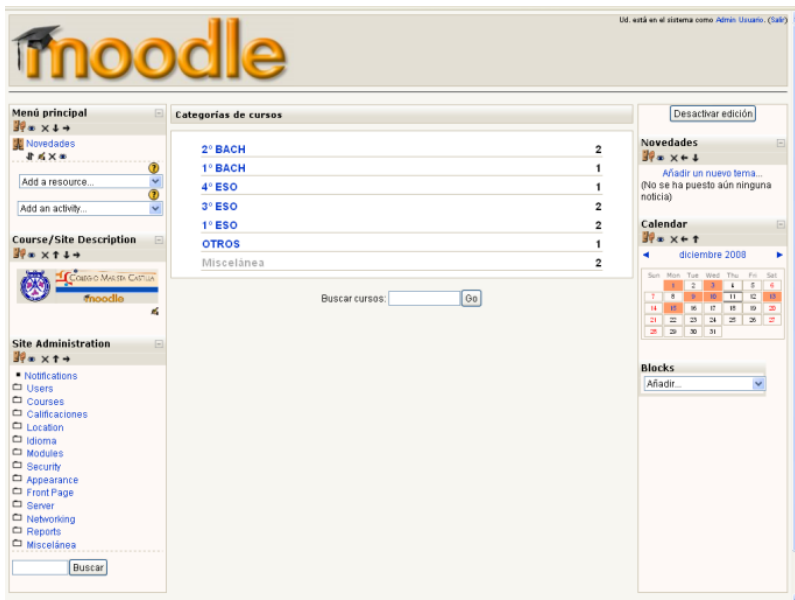 Ud. está en el sistema como Admin Usuario. (Salir)
moodle
Menú principal
Novedades
Add a resource...
Add an activity...
Course/Site Description
COLEGIO MARISTA CASTILLA
moodle
Site Administration
Notifications
Users
Courses
Calificaciones
Location
Idioma
Modules
Security
Appearance
Front Page
Server
Networking
Reports
Miscelánea
Buscar
Categorías de cursos
2º BACH 2
1º BACH 1
4º ESO 1
3º ESO 2
1º ESO 2
OTROS 1
Miscelánea 2
Buscar cursos: Go
Desactivar edición
Novedades
Añadir un nuevo tema...
(No se ha puesto aún ninguna
noticia)
Calendar
diciembre 2008
Sun Mon Tue Wed Thu Fri Sat
1 2 3 4 5 6
7 8 9 10 11 12 13
14 15 16 17 18 19 20
21 22 23 24 25 26 27
28 29 30 31
Blocks
Añadir...